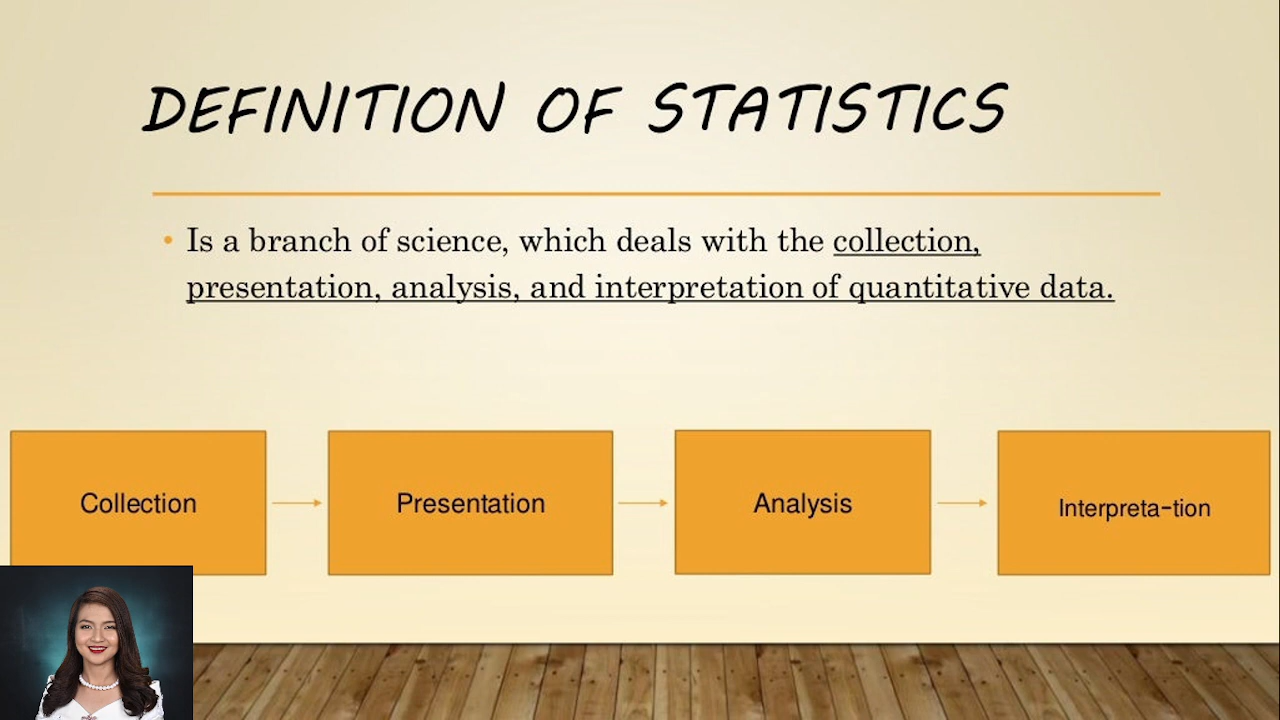 DEFINITION OF STATISTICS
• Is a branch of science, which deals with the collection,
presentation, analysis, and interpretation of quantitative data.
Collection
Presentation
Analysis
Interpreta-tion